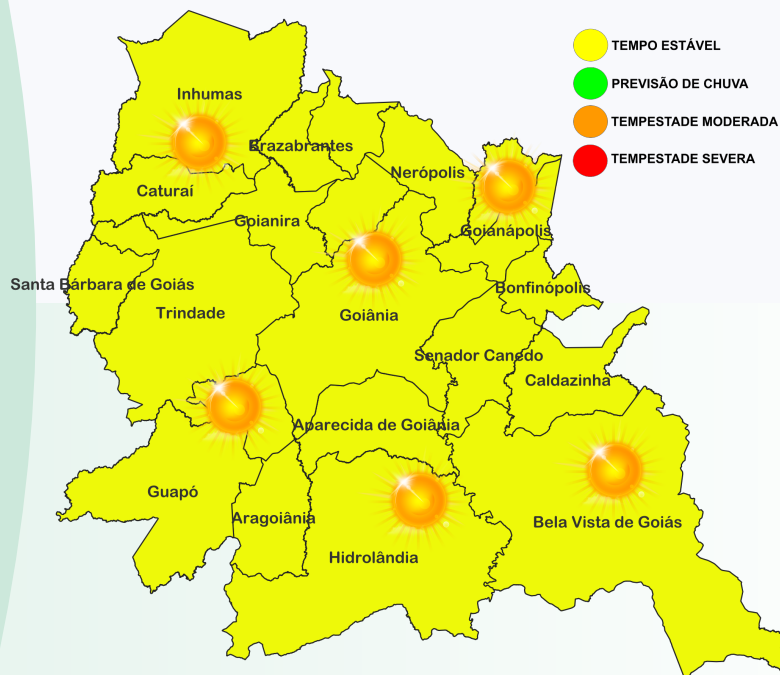 TEMPO ESTÁVEL
PREVISÃO DE CHUVA
TEMPESTADE MODERADA
TEMPESTADE SEVERA
Inhumas
Brazabrantes
Nerópolis
Caturaí
Goianira
Goianápolis
Santa Bárbara de Goiás
Bonfinópolis
Trindade
Goiânia
Senador Canedo
Caldazinha
Aparecida de Goiânia
Guapó
Aragoiânia
Bela Vista de Goiás
Hidrolândia